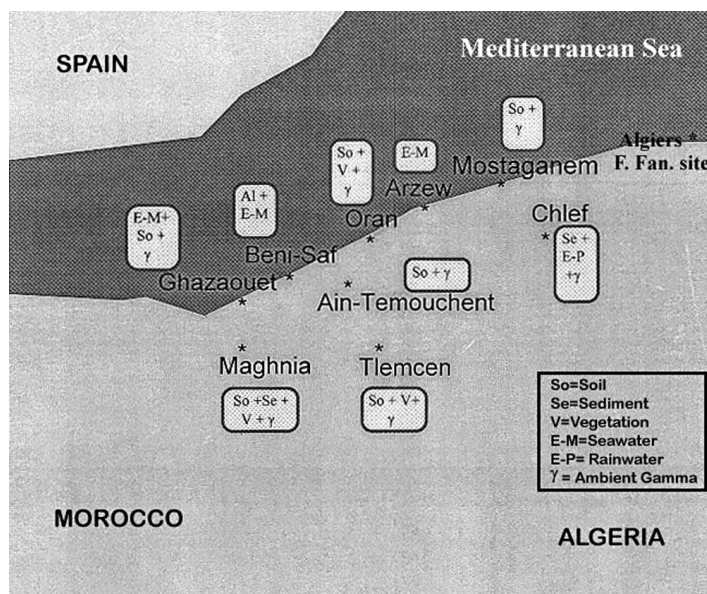 SPAIN
Mediterranean Sea
So +
γ
Algiers *
F. Fan. site
So +
V +
γ
E-M
Mostaganem
*
Arzew
*
Al +
E-M
E-M+
So +
γ
Oran
*
Chlef
*
Se +
E-P
+γ
Beni-Saf
*
So + γ
Ghazaouet
*
*
Ain-Temouchent
*
Maghnia
*
Tlemcen
So +Se +
V + γ
So + V+
γ
So=Soil
Se=Sediment
V=Vegetation
E-M=Seawater
E-P= Rainwater
γ = Ambient Gamma
MOROCCO
ALGERIA